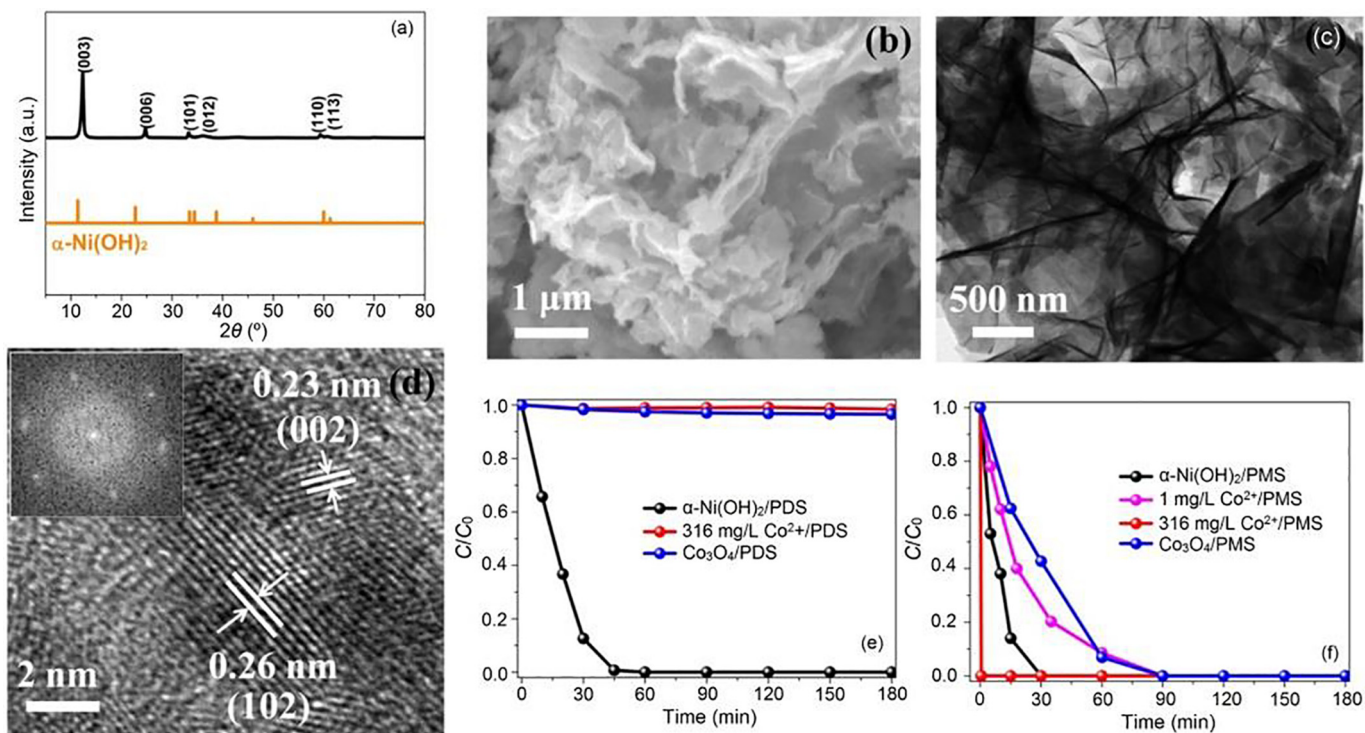 (a)
Intensity (a.u.)
(003)
(006)
(101)
(012)
(110)
(113)
α-Ni(OH)₂
10 20 30 40 50 60 70 80
2θ (º)
(b)
1 µm
(c)
500 nm
(d)
0.23 nm
(002)
0.26 nm
(102)
2 nm
C/C₀
1.0
0.8
0.6
0.4
0.2
0.0
α-Ni(OH)₂/PDS
316 mg/L Co²⁺/PDS
Co₃O₄/PDS
(e)
0 30 60 90 120 150 180
Time (min)
C/C₀
1.0
0.8
0.6
0.4
0.2
0.0
α-Ni(OH)₂/PMS
1 mg/L Co²⁺/PMS
316 mg/L Co²⁺/PMS
Co₃O₄/PMS
(f)
0 30 60 90 120 150 180
Time (min)